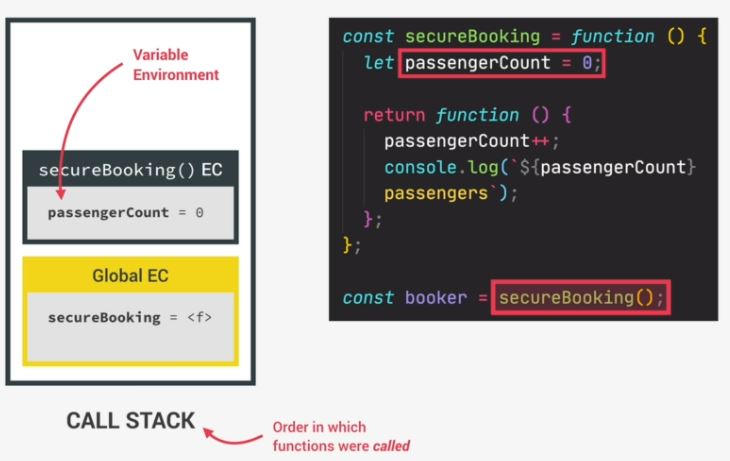 Variable
Environment
secureBooking() EC
passengerCount = 0
Global EC
secureBooking = <f>
CALL STACK
Order in which
functions were called
const secureBooking = function () {
let passengerCount = 0;
return function () {
passengerCount++;
console.log(`${passengerCount}
passengers`);
};
};
const booker = secureBooking();